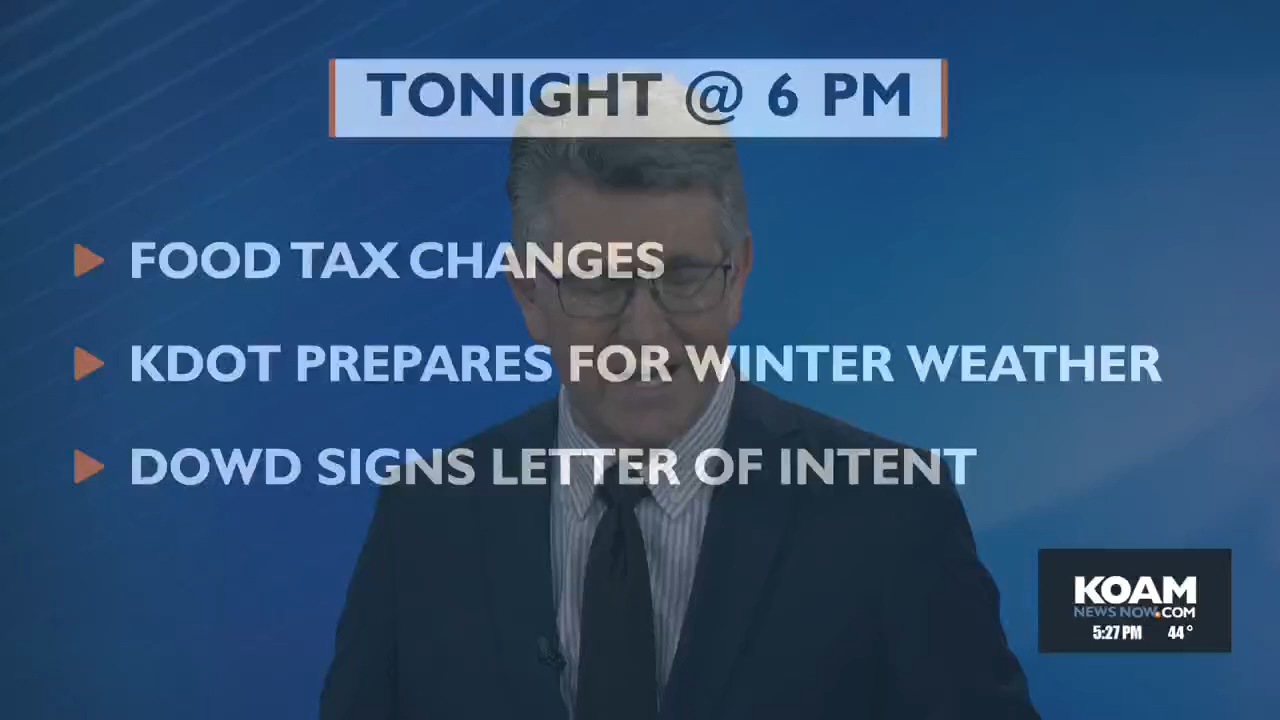 TONIGHT @ 6 PM
FOOD TAX CHANGES
KDOT PREPARES FOR WINTER WEATHER
DOWD SIGNS LETTER OF INTENT
KOAM
NEWS NOW.COM
5:27 PM 44°